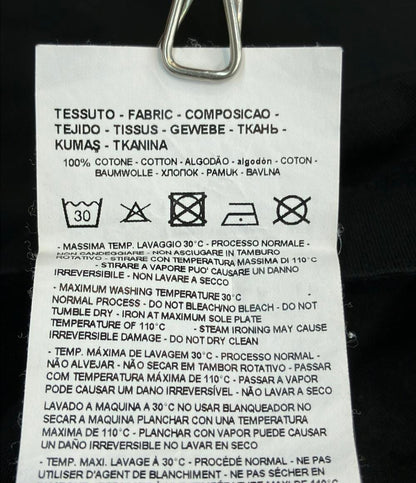 TESSUTO - FABRIC - COMPOSICAO -
TEJIDO - TISSUS - GEWEBE - ТКАНЬ -
KUMAŞ - TKANINA
100% COTONE - COTTON - ALGODÃO - algodón - COTON -
BAUMWOLLE - ХЛОПОК - PAMUK - BAVLNA
30
- MASSIMA TEMP. LAVAGGIO 30°C - PROCESSO NORMALE -
NON CANDEGGIARE - NON ASCIUGARE IN TAMBURO
ROTATIVO - STIRARE CON TEMPERATURA MASSIMA DI 110°C
- STIRARE A VAPORE PUO' CAUSARE UN DANNO
IRREVERSIBILE - NON LAVARE A SECCO
- MAXIMUM WASHING TEMPERATURE 30°C
NORMAL PROCESS - DO NOT BLEACH/NO BLEACH - DO NOT
TUMBLE DRY - IRON AT MAXIMUM SOLE PLATE
TEMPERATURE OF 110°C - STEAM IRONING MAY CAUSE
IRREVERSIBLE DAMAGE - DO NOT DRY CLEAN
- TEMP. MÁXIMA DE LAVAGEM 30°C - PROCESSO NORMAL -
NÃO ALVEJAR - NÃO SECAR EM TAMBOR ROTATIVO - PASSAR
COM TEMPERATURA MÁXIMA DE 110°C - PASSAR A VAPOR
PODE CAUSAR UM DANO IRREVERSÍVEL - NÃO LAVAR A SECO
LAVADO A MAQUINA A 30°C NO USAR BLANQUEADOR NO
SECAR A MAQUINA PLANCHAR CON UNA TEMPERATURA
MAXIMA DE 110°C - PLANCHAR CON VAPOR PUEDE CAUSAR
UN DAÑO IRREVERSIBLE NO LAVAR EN SECO
- TEMP. MAXI. LAVAGE À 30°C - PROCÉDÉ NORMAL - NE PAS
UTILISER D'AGENT DE BLANCHIMENT - NE PAS SÉCHER EN